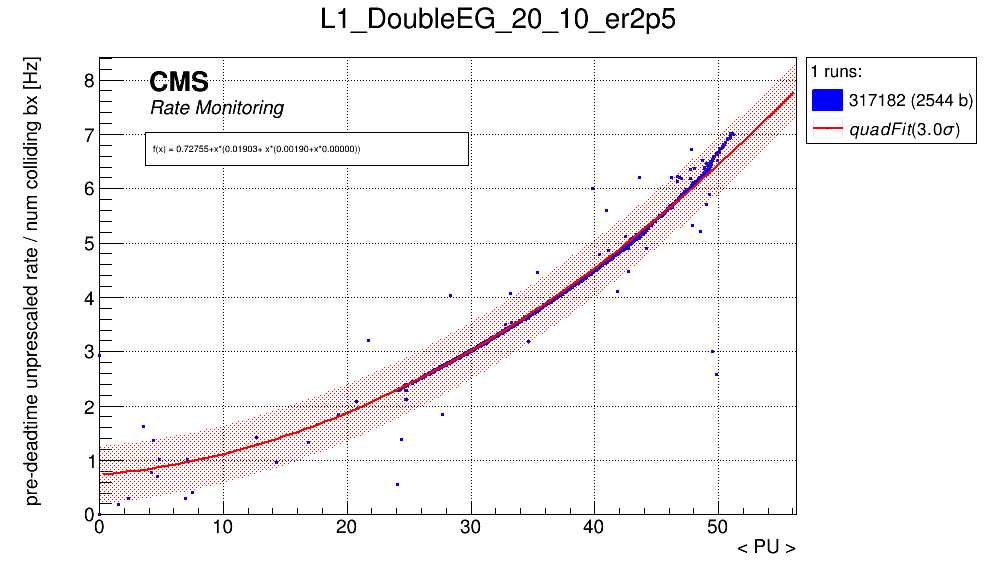 L1_DoubleEG_20_10_er2p5
pre-deadtime unprescaled rate / num colliding bx [Hz]
CMS
Rate Monitoring
f(x) = 0.72755+x*(0.01903+ x*(0.00190+x*0.00000))
1 runs:
317182 (2544 b)
quadFit(3.0σ)
8
7
6
5
4
3
2
1
0
0 10 20 30 40 50
< PU >